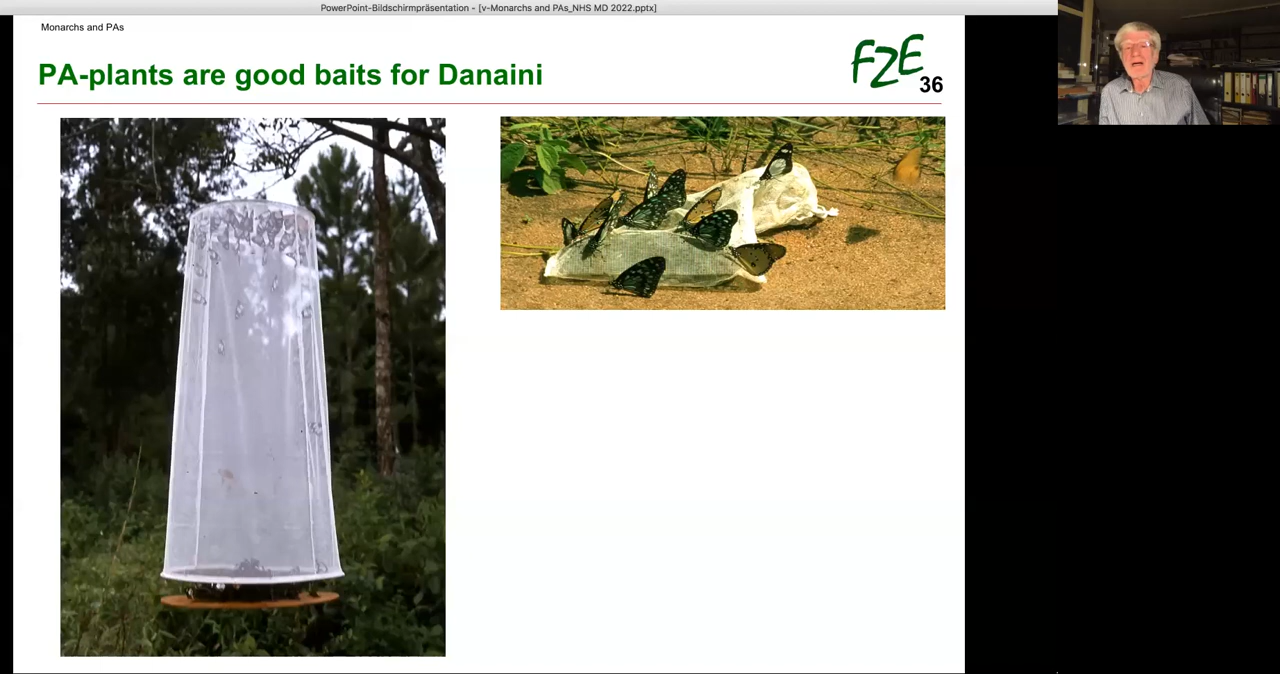 PowerPoint-Bildschirmpräsentation - [v-Monarchs and PAs_NHS MD 2022.pptx]
Monarchs and PAs
PA-plants are good baits for Danaini
FZE
36